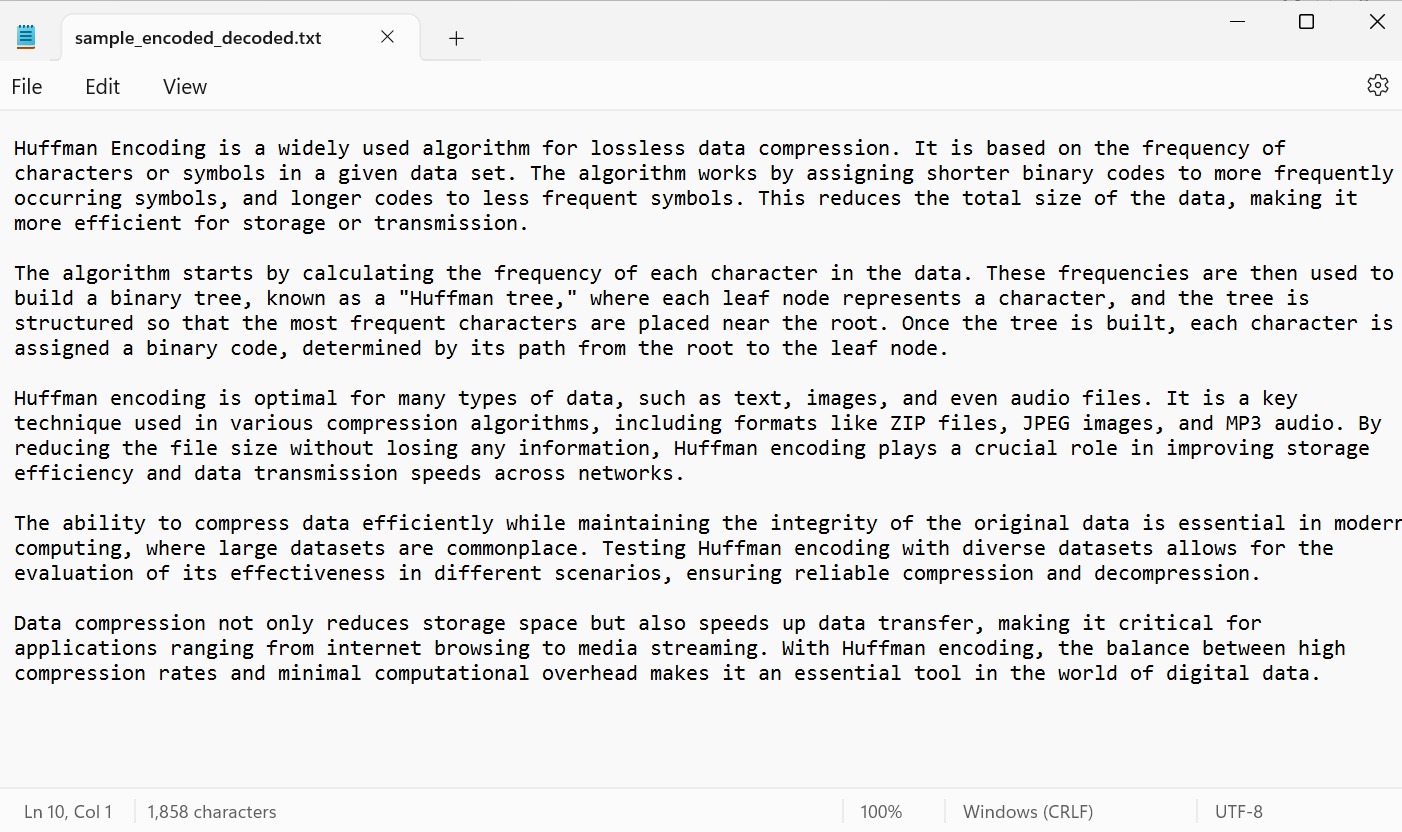 sample_encoded_decoded.txt
File Edit View
Huffman Encoding is a widely used algorithm for lossless data compression. It is based on the frequency of
characters or symbols in a given data set. The algorithm works by assigning shorter binary codes to more frequently
occurring symbols, and longer codes to less frequent symbols. This reduces the total size of the data, making it
more efficient for storage or transmission.
The algorithm starts by calculating the frequency of each character in the data. These frequencies are then used to
build a binary tree, known as a "Huffman tree," where each leaf node represents a character, and the tree is
structured so that the most frequent characters are placed near the root. Once the tree is built, each character is
assigned a binary code, determined by its path from the root to the leaf node.
Huffman encoding is optimal for many types of data, such as text, images, and even audio files. It is a key
technique used in various compression algorithms, including formats like ZIP files, JPEG images, and MP3 audio. By
reducing the file size without losing any information, Huffman encoding plays a crucial role in improving storage
efficiency and data transmission speeds across networks.
The ability to compress data efficiently while maintaining the integrity of the original data is essential in modern
computing, where large datasets are commonplace. Testing Huffman encoding with diverse datasets allows for the
evaluation of its effectiveness in different scenarios, ensuring reliable compression and decompression.
Data compression not only reduces storage space but also speeds up data transfer, making it critical for
applications ranging from internet browsing to media streaming. With Huffman encoding, the balance between high
compression rates and minimal computational overhead makes it an essential tool in the world of digital data.
Ln 10, Col 1 1,858 characters 100% Windows (CRLF) UTF-8